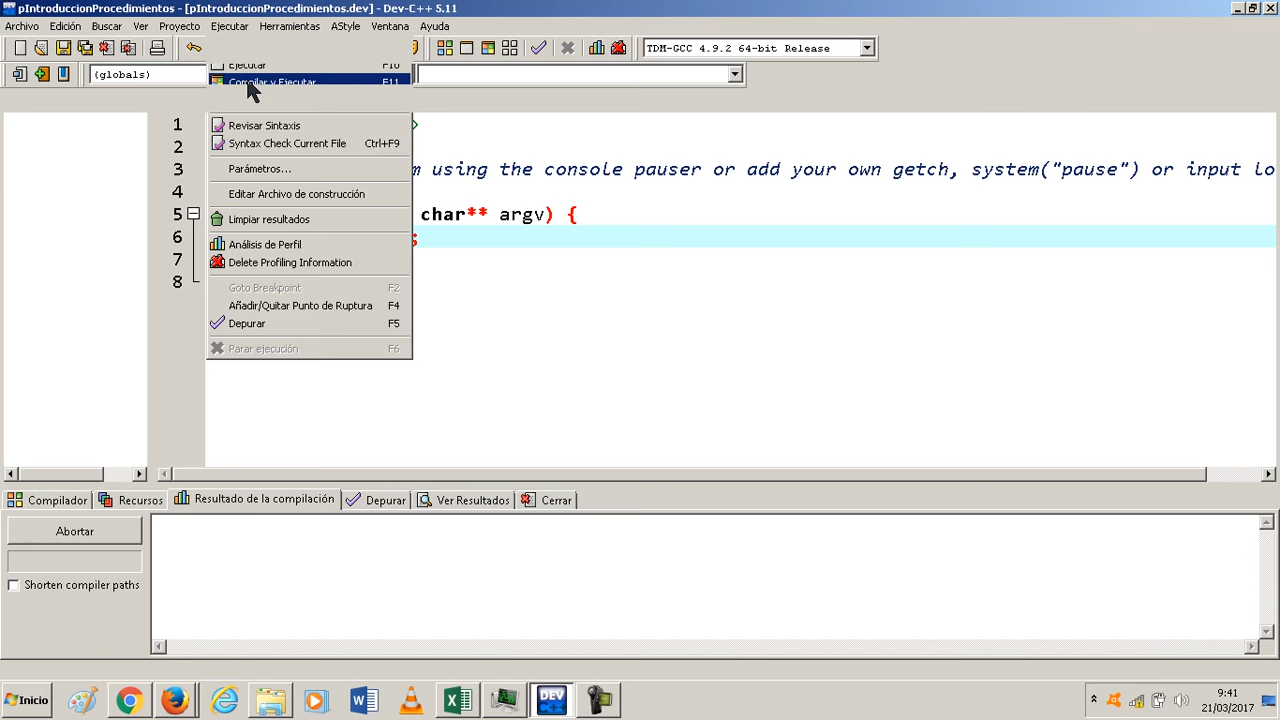 pIntroduccionProcedimientos - [pIntroduccionProcedimientos.dev] - Dev-C++ 5.11
Archivo Edición Buscar Ver Proyecto Ejecutar Herramientas AStyle Ventana Ayuda
TDM-GCC 4.9.2 64-bit Release
(globals)
Ejecutar F10
Compilar y Ejecutar F11
Revisar Sintaxis
Syntax Check Current File Ctrl+F9
Parámetros...
Editar Archivo de construcción
Limpiar resultados
Análisis de Perfil
Delete Profiling Information
Goto Breakpoint F2
Añadir/Quitar Punto de Ruptura F4
Depurar F5
Parar ejecución F6
1 >
2
3 m using the console pauser or add your own getch, system("pause") or input lo
4
5 char** argv) {
6 ;
7
8
Compilador Recursos Resultado de la compilación Depurar Ver Resultados Cerrar
Abortar
Shorten compiler paths
Inicio
DEV
9:41
21/03/2017